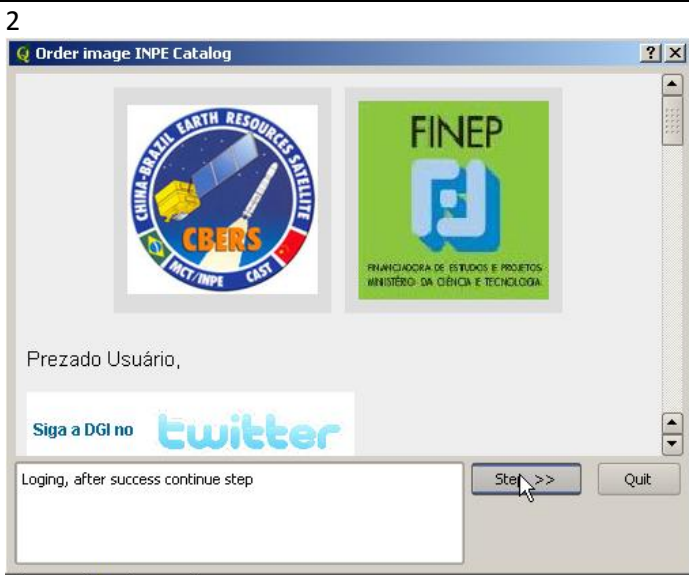 2
Order image INPE Catalog
CHINA-BRAZIL EARTH RESOURCES SATELLITE
CBERS
MCT/INPE CAST
FINEP
FINANCIADORA DE ESTUDOS E PROJETOS
MINISTÉRIO DA CIÊNCIA E TECNOLOGIA
Prezado Usuário,
Siga a DGI no twitter
Loging, after success continue step
Step >>
Quit